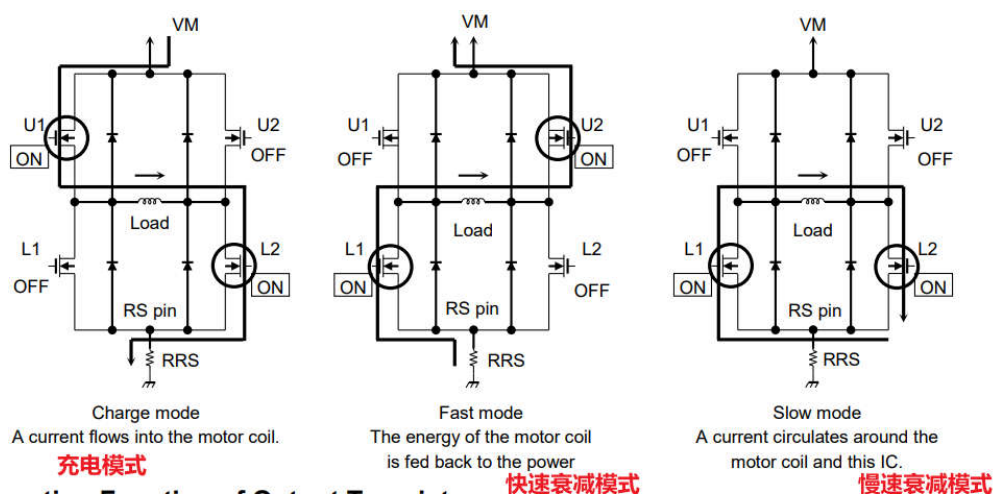 VM
U1
ON
U2
OFF
Load
L1
OFF
L2
ON
RS pin
RRS
Charge mode
A current flows into the motor coil.
充电模式
VM
U1
OFF
U2
ON
Load
L1
ON
L2
OFF
RS pin
RRS
Fast mode
The energy of the motor coil
is fed back to the power
快速衰减模式
VM
U1
OFF
U2
OFF
Load
L1
ON
L2
ON
RS pin
RRS
Slow mode
A current circulates around the
motor coil and this IC.
慢速衰减模式